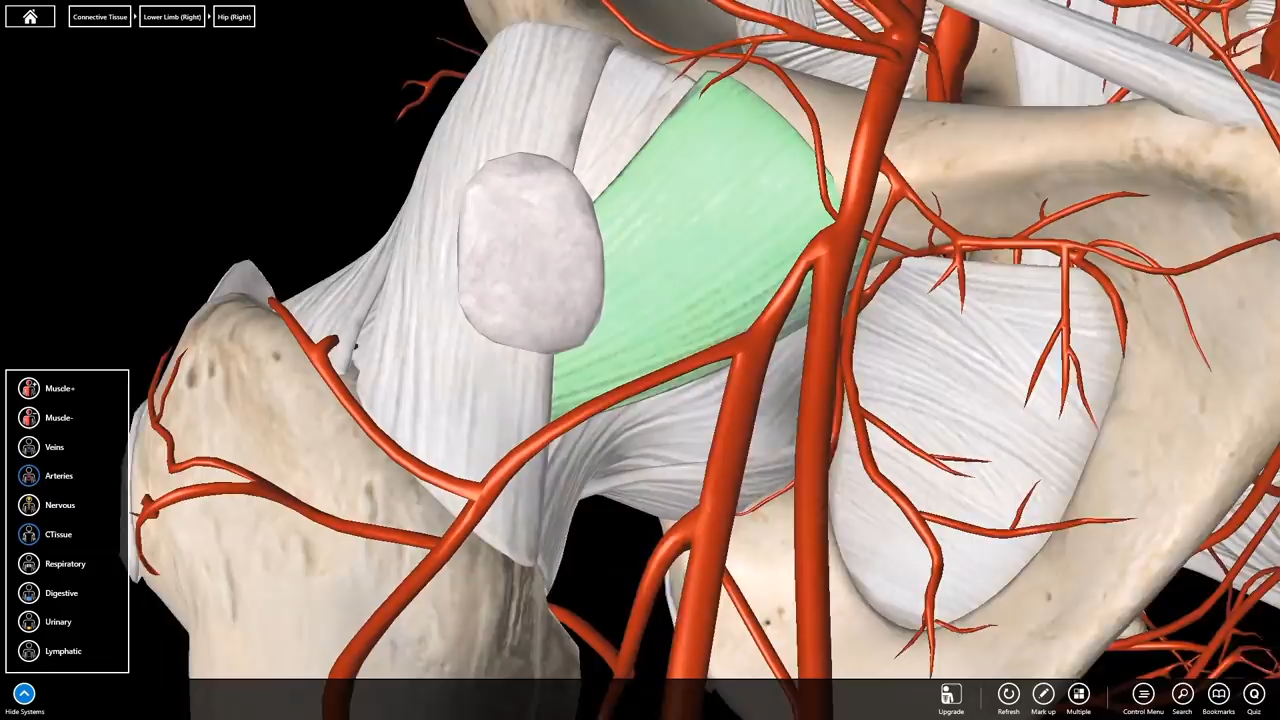 Connective Tissue Lower Limb (Right) Hip (Right)
Muscle+
Muscle-
Veins
Arteries
Nervous
CTissue
Respiratory
Digestive
Urinary
Lymphatic
Hide Systems Upgrade Refresh Mark up Multiple Control Menu Search Bookmarks Quiz